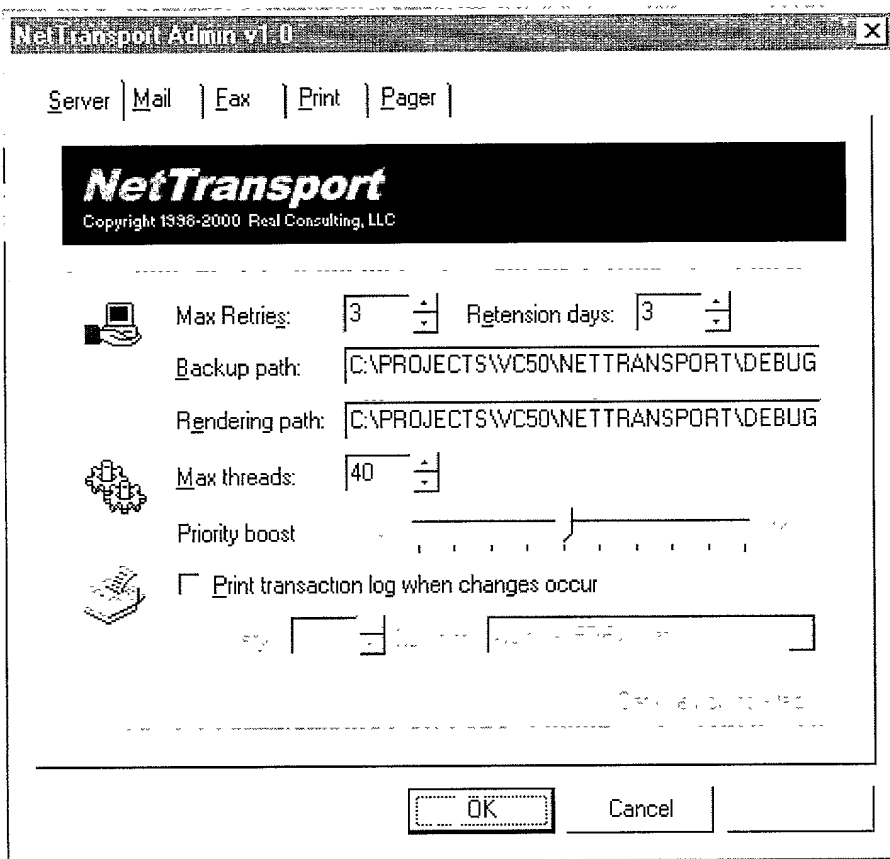 NetTransport Admin v1.0
Server Mail Fax Print Pager
NetTransport
Copyright 1998-2000 Real Consulting, LLC
Max Retries: 3 Retension days: 3
Backup path: C:\PROJECTS\VC50\NETTRANSPORT\DEBUG
Rendering path: C:\PROJECTS\VC50\NETTRANSPORT\DEBUG
Max threads: 40
Priority boost
Print transaction log when changes occur
OK Cancel